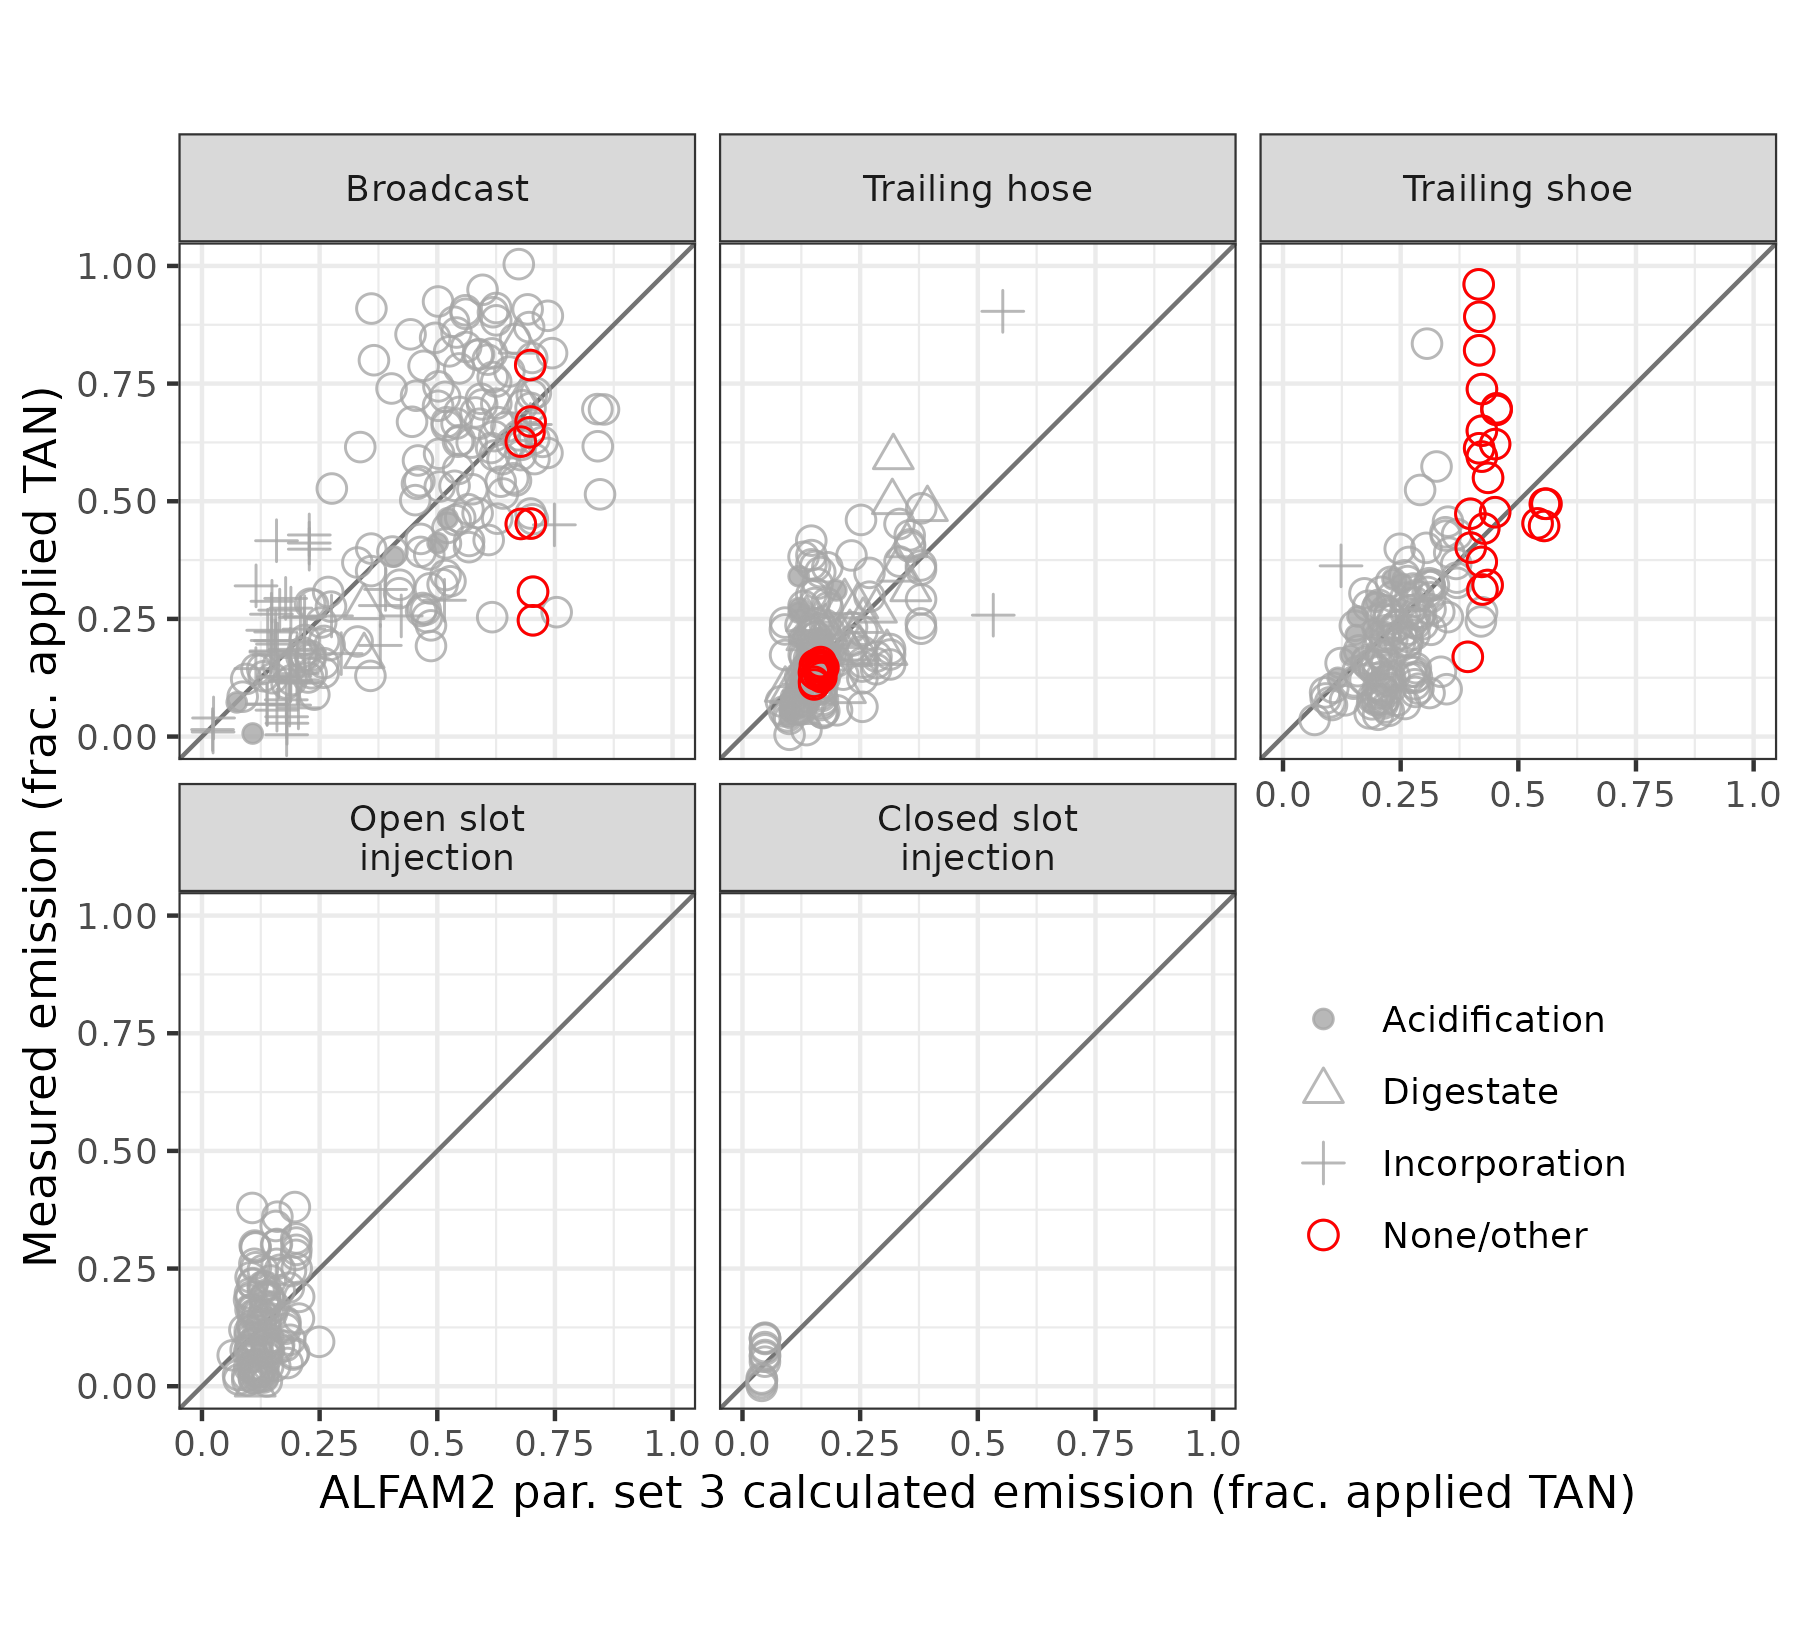 Broadcast
Trailing hose
Trailing shoe
1.00
0.75
0.50
0.25
0.00
0.0 0.25 0.5 0.75 1.0
Open slot
injection
Closed slot
injection
1.00
0.75
0.50
0.25
0.00
0.0 0.25 0.5 0.75 1.0
0.0 0.25 0.5 0.75 1.0
Acidification
Digestate
Incorporation
None/other
Measured emission (frac. applied TAN)
ALFAM2 par. set 3 calculated emission (frac. applied TAN)